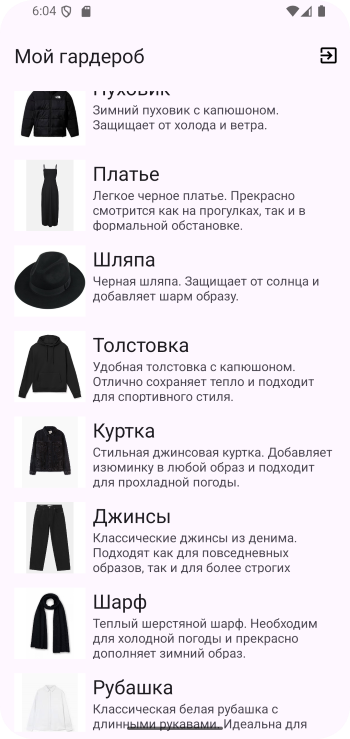 6:04
Мой гардероб
Пуховик
Зимний пуховик с капюшоном.
Защищает от холода и ветра.
Платье
Легкое черное платье. Прекрасно
смотрится как на прогулках, так и в
формальной обстановке.
Шляпа
Черная шляпа. Защищает от солнца и
добавляет шарм образу.
Толстовка
Удобная толстовка с капюшоном.
Отлично сохраняет тепло и подходит
для спортивного стиля.
Куртка
Стильная джинсовая куртка. Добавляет
изюминку в любой образ и подходит
для прохладной погоды.
Джинсы
Классические джинсы из денима.
Подходят как для повседневных
образов, так и для более строгих
Шарф
Теплый шерстяной шарф. Необходим
для холодной погоды и прекрасно
дополняет зимний образ.
Рубашка
Классическая белая рубашка с
длинными рукавами. Идеальна для